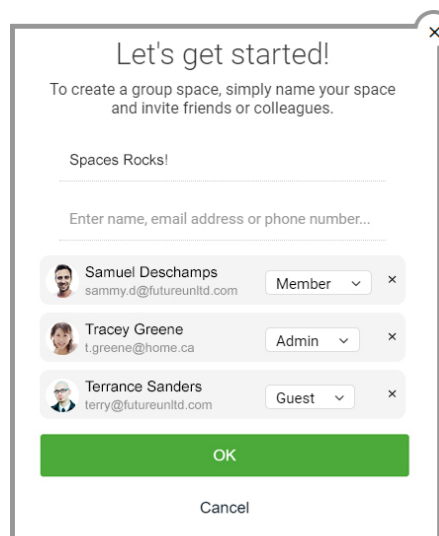 Let's get started!
To create a group space, simply name your space
and invite friends or colleagues.
Spaces Rocks!
Enter name, email address or phone number...
Samuel Deschamps
sammy.d@futureunltd.com
Member
Tracey Greene
t.greene@home.ca
Admin
Terrance Sanders
terry@futureunltd.com
Guest
OK
Cancel